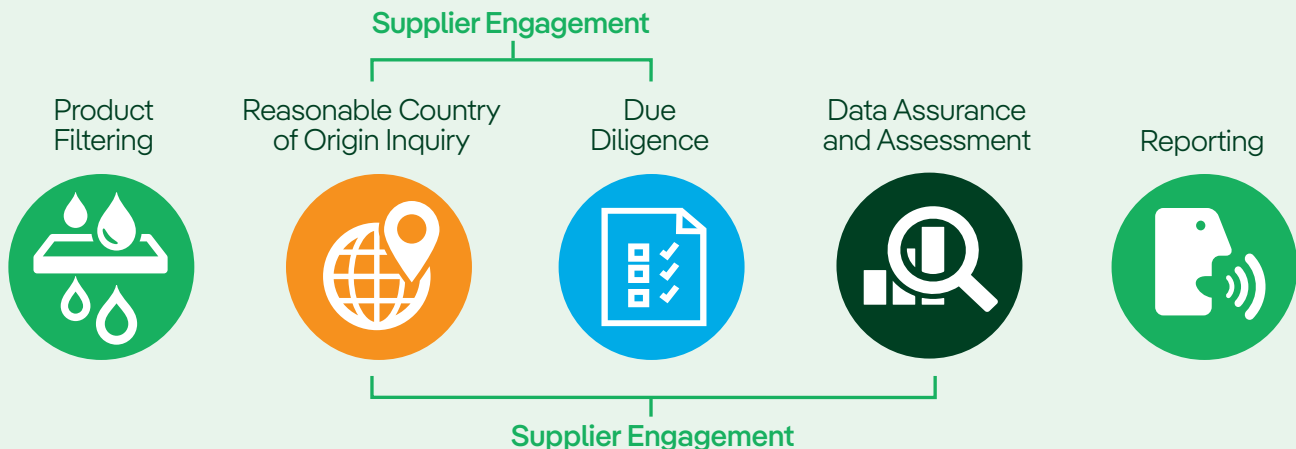 Supplier Engagement
Product
Filtering
Reasonable Country
of Origin Inquiry
Due
Diligence
Data Assurance
and Assessment
Reporting
Supplier Engagement